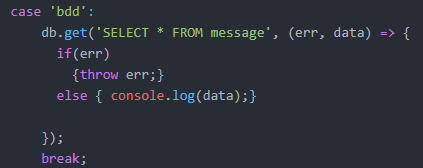 case 'bdd':
db.get('SELECT * FROM message', (err, data) => {
if(err)
{throw err;}
else { console.log(data);}
});
break;